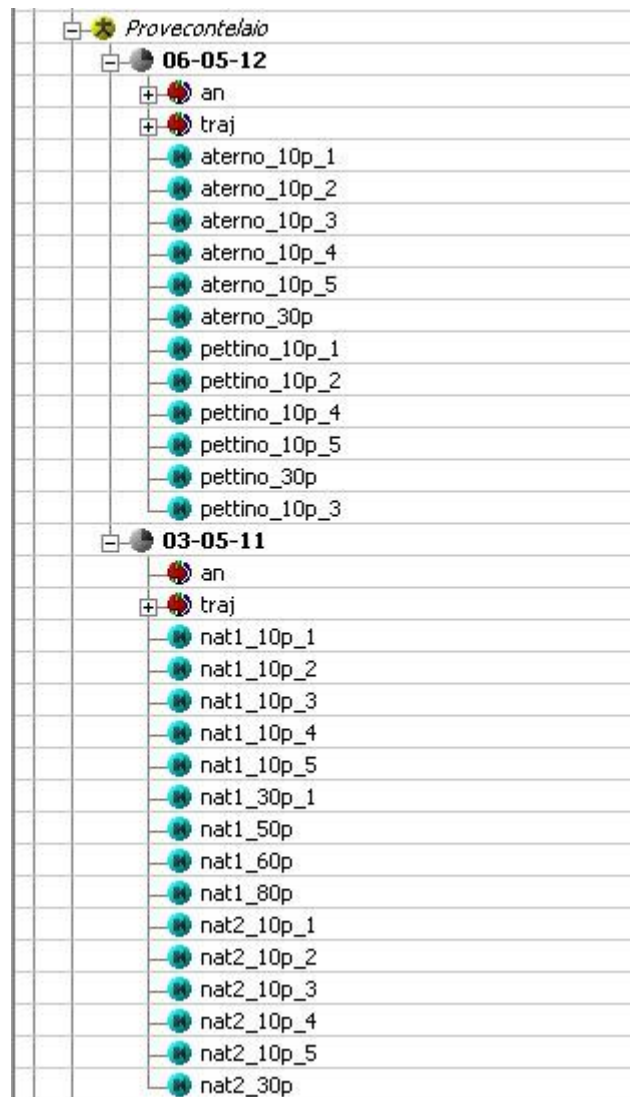 Provecontelaio
06-05-12
an
traj
aterno_10p_1
aterno_10p_2
aterno_10p_3
aterno_10p_4
aterno_10p_5
aterno_30p
pettino_10p_1
pettino_10p_2
pettino_10p_4
pettino_10p_5
pettino_30p
pettino_10p_3
03-05-11
an
traj
nat1_10p_1
nat1_10p_2
nat1_10p_3
nat1_10p_4
nat1_10p_5
nat1_30p_1
nat1_50p
nat1_60p
nat1_80p
nat2_10p_1
nat2_10p_2
nat2_10p_3
nat2_10p_4
nat2_10p_5
nat2_30p